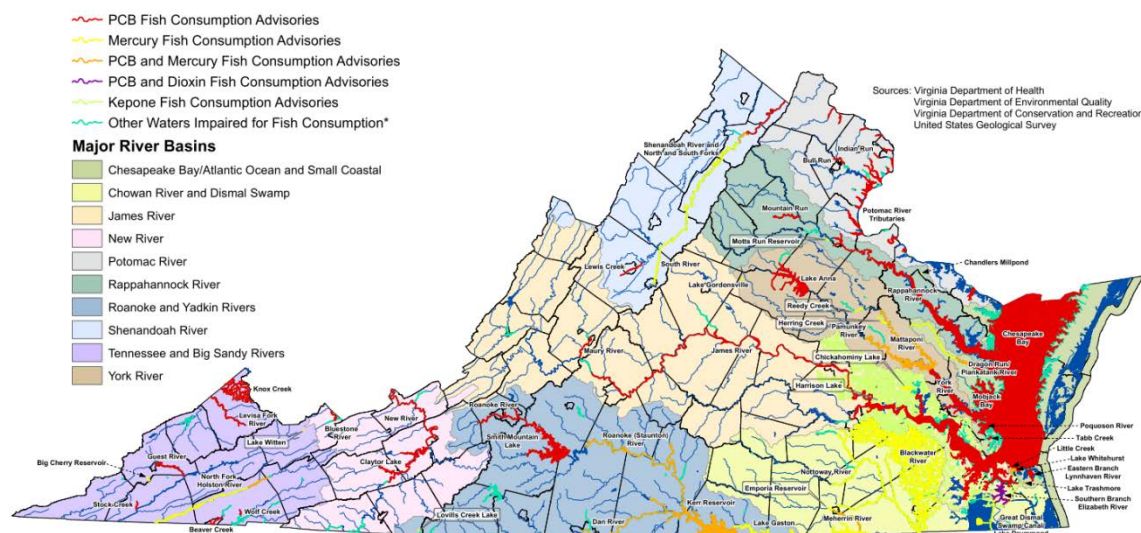 PCB Fish Consumption Advisories
Mercury Fish Consumption Advisories
PCB and Mercury Fish Consumption Advisories
PCB and Dioxin Fish Consumption Advisories
Kepone Fish Consumption Advisories
Other Waters Impaired for Fish Consumption*
Major River Basins
Chesapeake Bay/Atlantic Ocean and Small Coastal
Chowan River and Dismal Swamp
James River
New River
Potomac River
Rappahannock River
Roanoke and Yadkin Rivers
Shenandoah River
Tennessee and Big Sandy Rivers
York River
Sources: Virginia Department of Health
Virginia Department of Environmental Quality
Virginia Department of Conservation and Recreation
United States Geological Survey
Shenandoah River and
North and South Forks
Indian Run
Bull Run
Mountain Run
Potomac River
Tributaries
Motts Run Reservoir
Lewis Creek
South River
Chandlers Millpond
Lake Anna
Lake Gordonsville
Rappahannock
River
Reedy Creek
Herring Creek
Pamunkey
River
Chesapeake
Bay
Mattaponi
River
Maury River
James River
Chickahominy Lake
Dragon Run/
Piankatank River
Harrison Lake
York
River
Mobjack
Bay
Knox Creek
Levisa Fork
River
Lake Witten
Bluestone
River
New River
Roanoke River
Smith Mountain
Lake
Roanoke (Staunton)
River
Poquoson River
Tabb Creek
Little Creek
Blackwater
River
Lake Whitehurst
Eastern Branch
Lynnhaven River
Big Cherry Reservoir
Guest River
North Fork
Holston River
Claytor Lake
Nottoway River
Emporia Reservoir
Lake Trashmore
Southern Branch
Elizabeth River
Stock Creek
Wolf Creek
Beaver Creek
Lovills Creek Lake
Dan River
Kerr Reservoir
Lake Gaston
Meherrin River
Great Dismal
Swamp Canal/